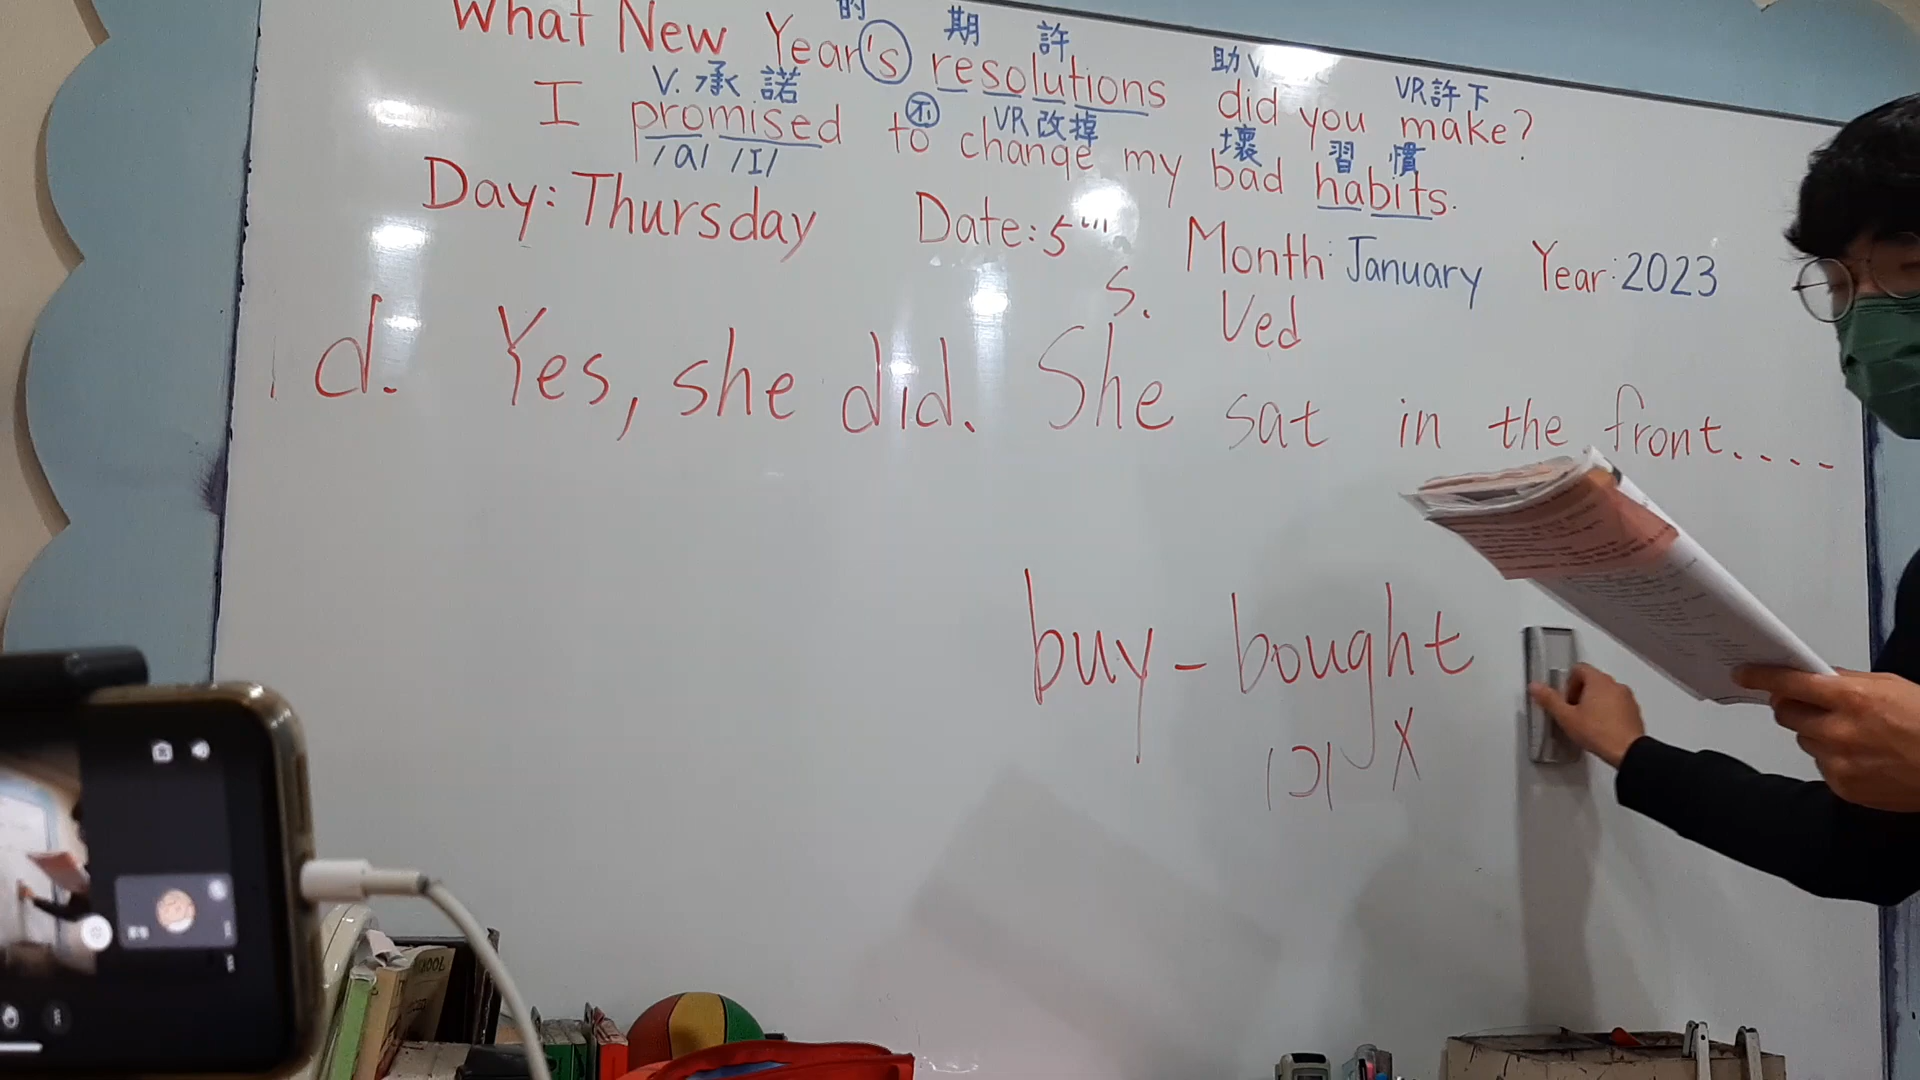 的 期 許 助V VR許下
What New Year's resolutions did you make?
V. 承 諾 不 VR改掉 壞 習 慣
I promised to change my bad habits.
/a/ /I/
Day: Thursday Date: 5th Month: January Year: 2023
S. Ved
d. Yes, she did. She sat in the front....
buy - bought
/ɔ/ X